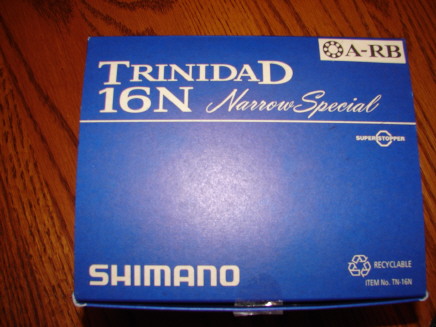 A-RB
TRINIDAD
16N Narrow Special
SUPER STOPPER
SHIMANO
RECYCLABLE
ITEM No. TN-16N